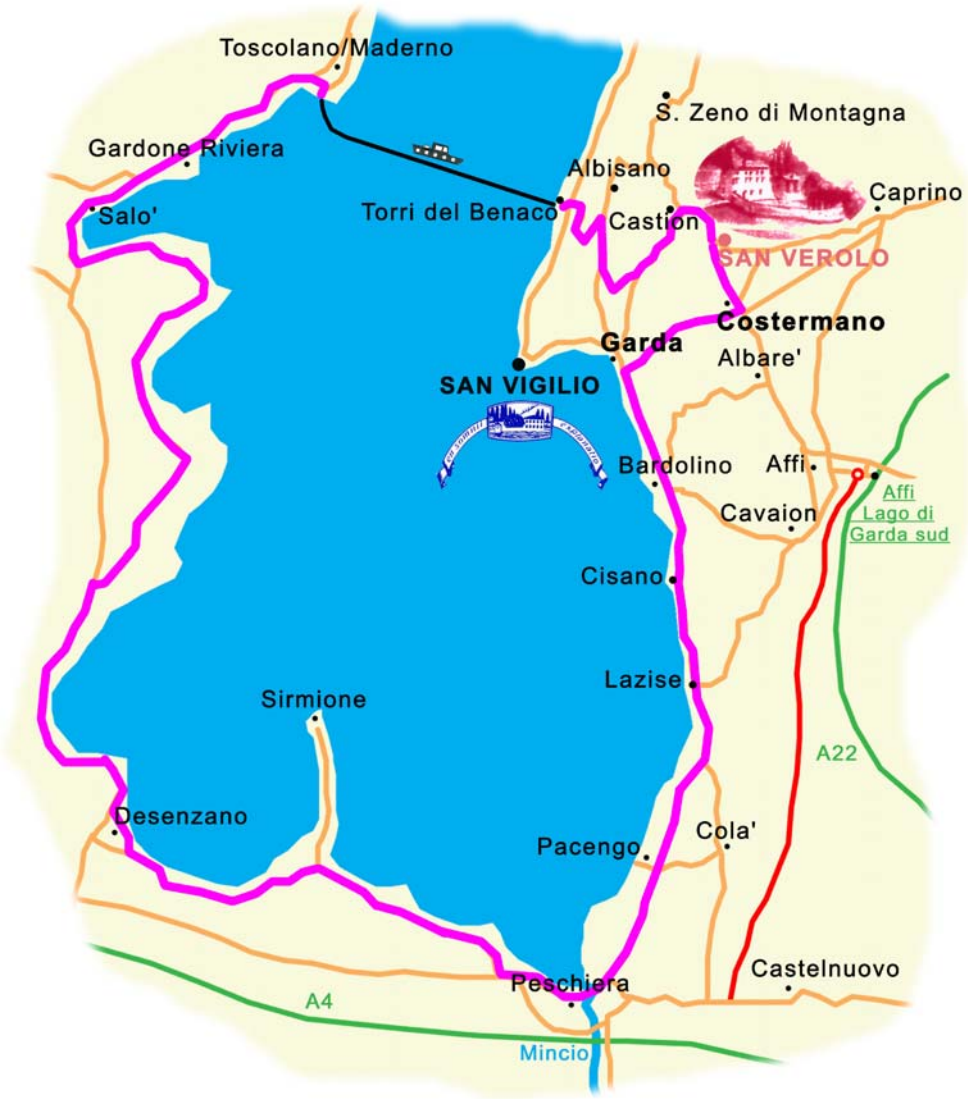 Toscolano/Maderno
S. Zeno di Montagna
Gardone Riviera
Albisano
Caprino
Salo'
Torri del Benaco
Castion
SAN VEROLO
Costermano
Garda
Albare'
SAN VIGILIO
explanatio
Bardolino
Affi
Affi
Lago di
Garda sud
Cavaion
Cisano
Lazise
Sirmione
A22
Desenzano
Cola'
Pacengo
Castelnuovo
Peschiera
A4
Mincio